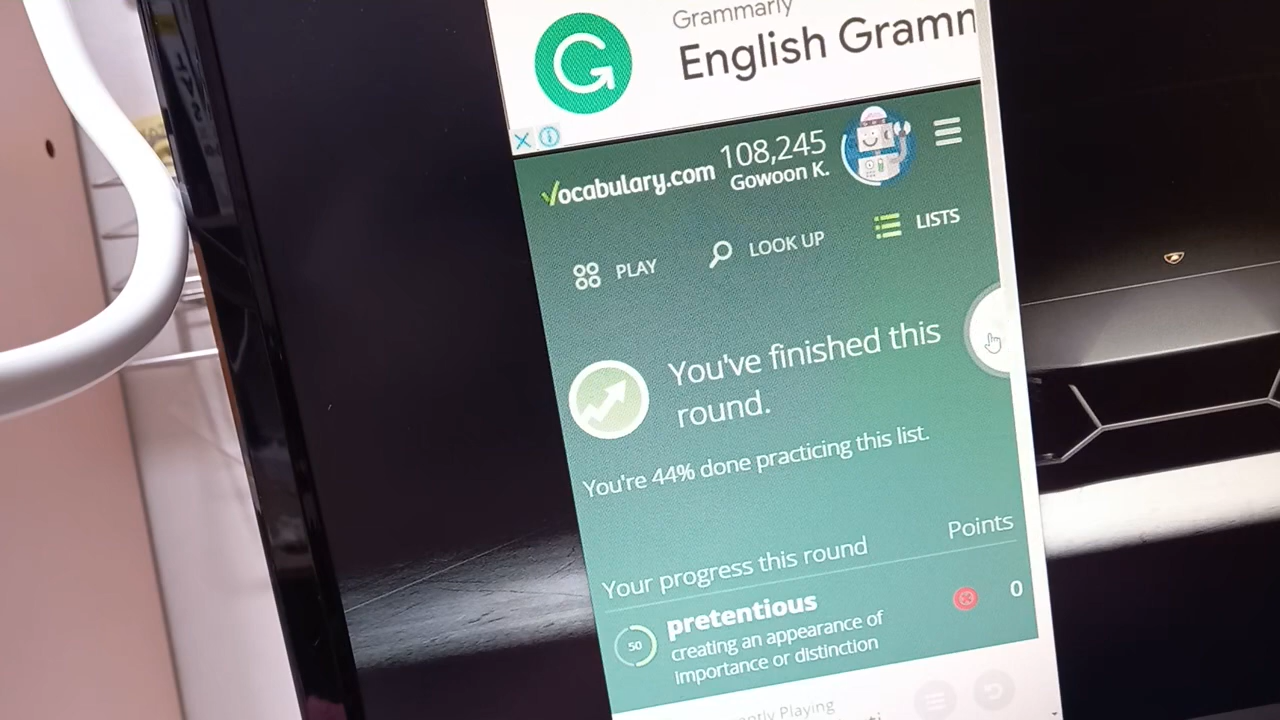 Grammarly
English Gramm
Vocabulary.com
108,245
Gowoon K.
PLAY
LOOK UP
LISTS
You've finished this
round.
You're 44% done practicing this list.
Your progress this round
Points
50
pretentious
0
creating an appearance of
importance or distinction
Playing